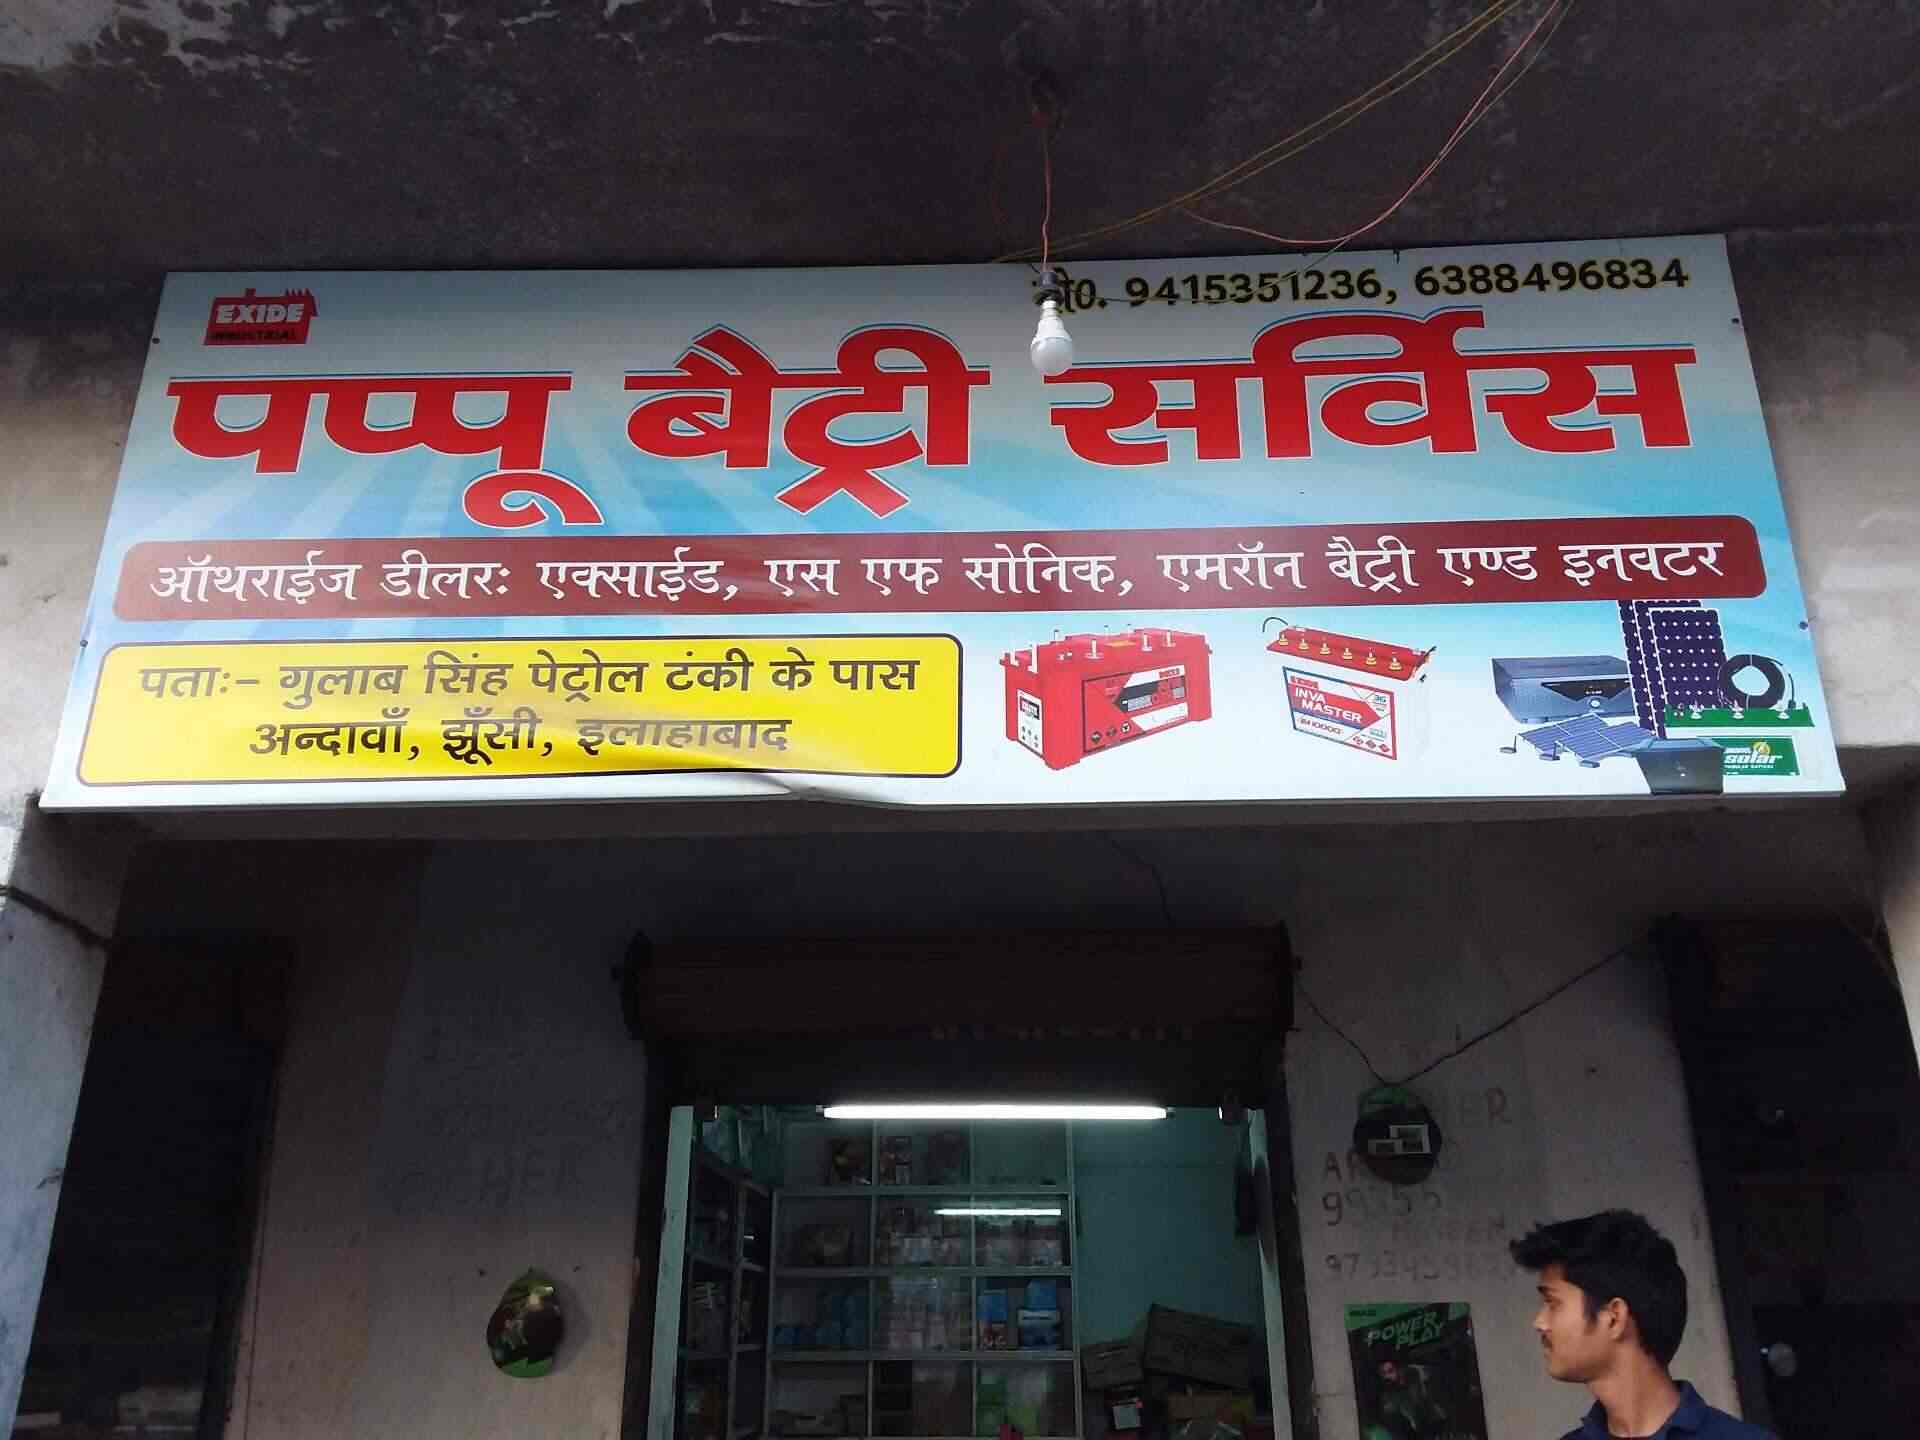 EXIDE
INDUSTRIAL
मो0. 9415351236, 6388496834
पप्पू बैट्री सर्विस
ऑथराईज डीलर: एक्साईड, एस एफ सोनिक, एमरॉन बैट्री एण्ड इनवटर
पताः- गुलाब सिंह पेट्रोल टंकी के पास
अन्दावाँ, झूँसी, इलाहाबाद
EXIDE
INVA
MASTER
solar
POWER
PLAY